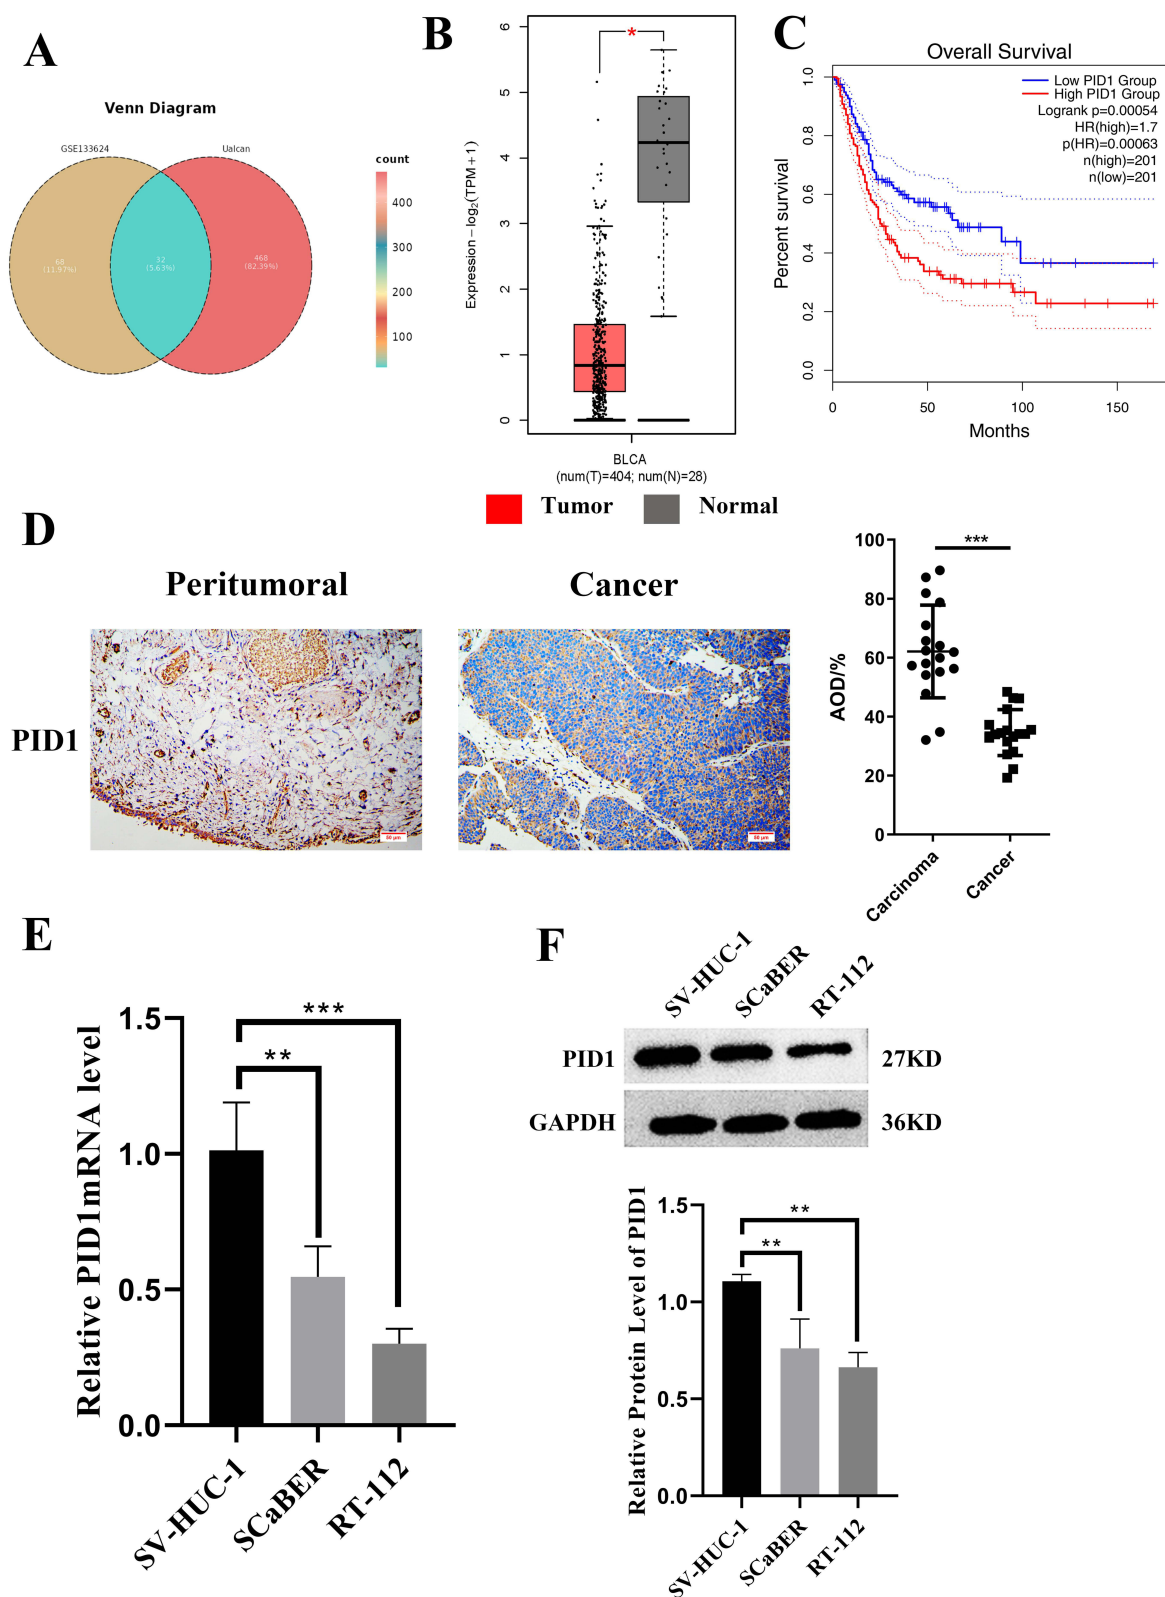 A
Venn Diagram
GSE133624
Ualcan
68
(11.97%)
32
(5.63%)
468
(82.39%)
count
400
300
200
100
B
*
6
5
4
3
2
1
0
Expression – log₂(TPM+1)
BLCA
(num(T)=404; num(N)=28)
Tumor
Normal
C
Overall Survival
Low PID1 Group
High PID1 Group
Logrank p=0.00054
HR(high)=1.7
p(HR)=0.00063
n(high)=201
n(low)=201
Percent survival
1.0
0.8
0.6
0.4
0.2
0.0
0
50
100
150
Months
D
Peritumoral
Cancer
PID1
50 μm
50 μm
***
100
80
60
40
20
0
AOD/%
Carcinoma
Cancer
E
***
**
1.5
1.0
0.5
0.0
Relative PID1mRNA level
SV-HUC-1
SCaBER
RT-112
F
SV-HUC-1
SCaBER
RT-112
PID1
27KD
GAPDH
36KD
**
**
1.5
1.0
0.5
0.0
Relative Protein Level of PID1
SV-HUC-1
SCaBER
RT-112